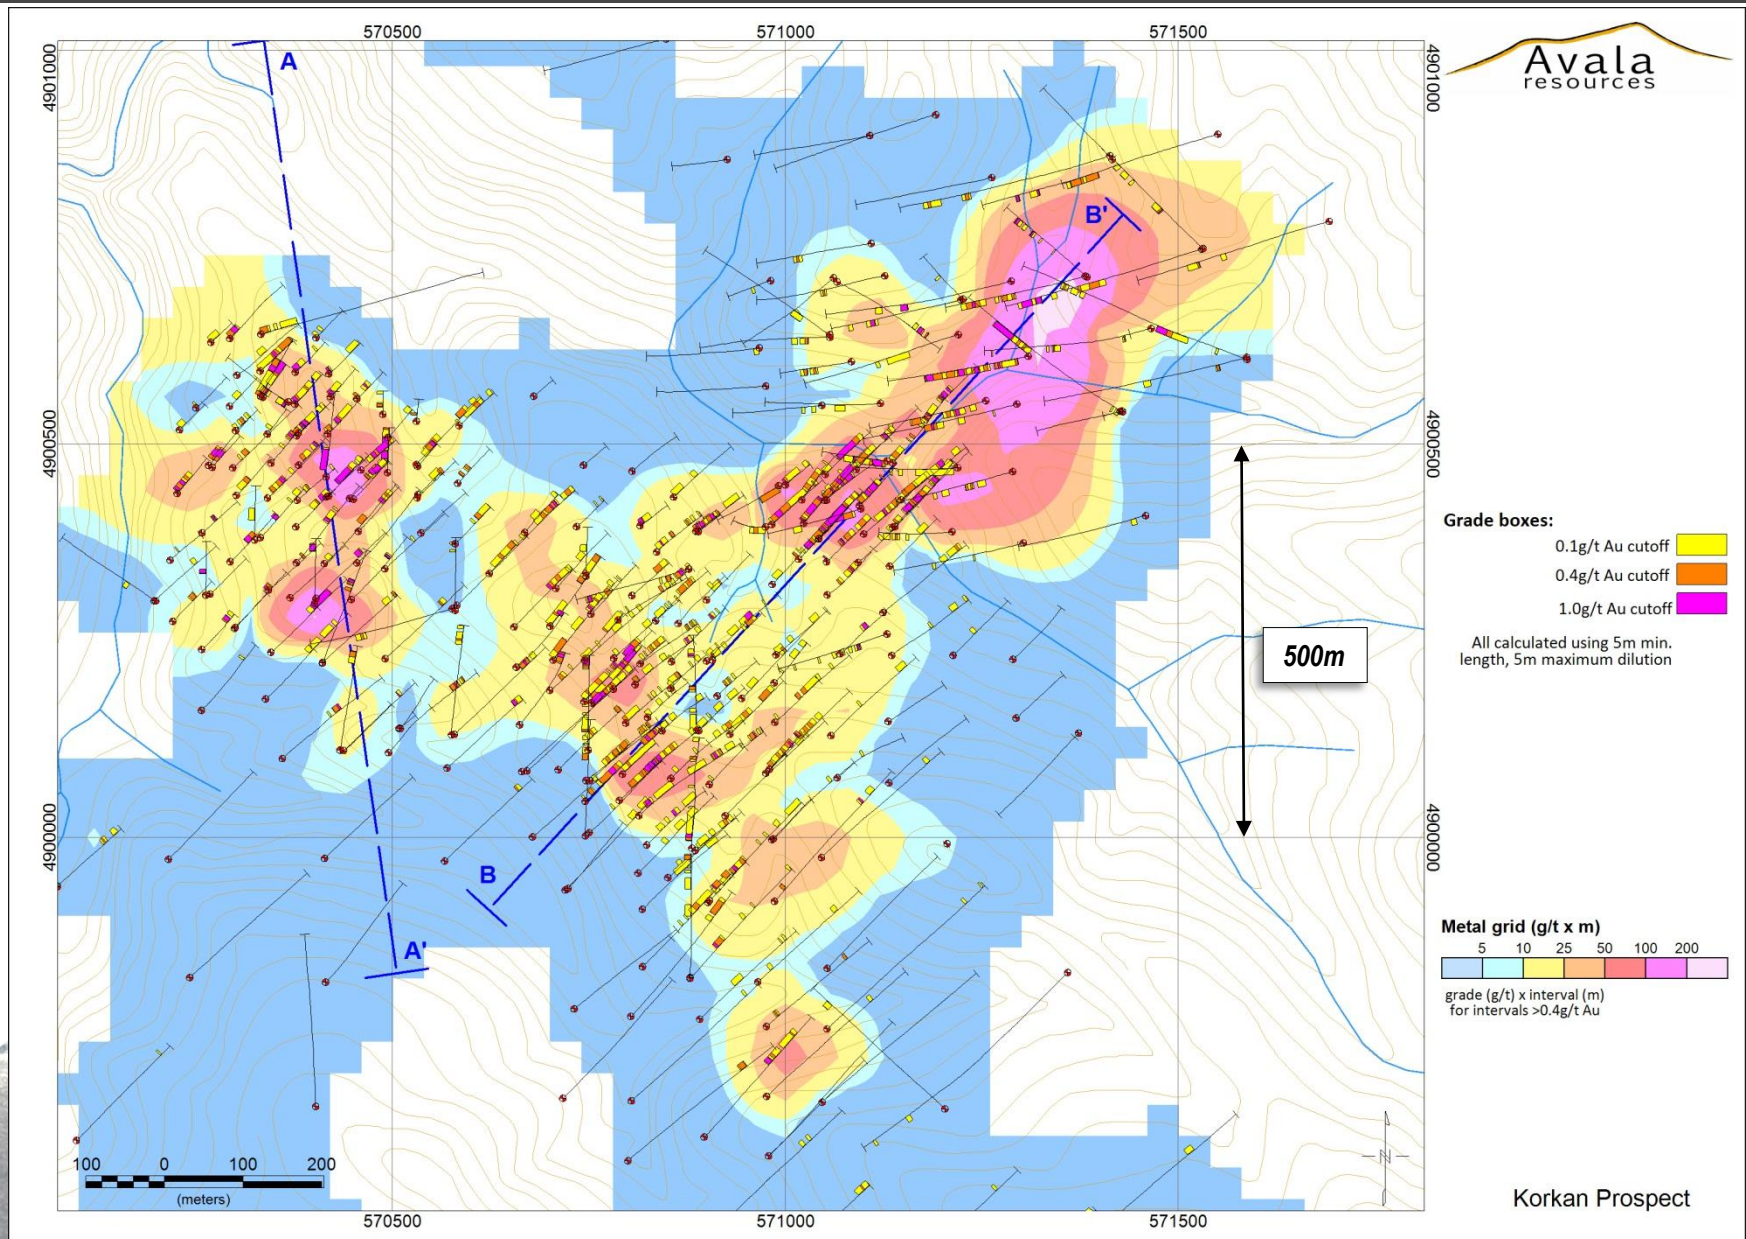 570500
571000
571500
4901000
4901000
A
Avala
resources
B'
4900500
4900500
Grade boxes:
0.1g/t Au cutoff
0.4g/t Au cutoff
1.0g/t Au cutoff
All calculated using 5m min.
length, 5m maximum dilution
500m
4900000
4900000
B
A'
Metal grid (g/t x m)
5 10 25 50 100 200
grade (g/t) x interval (m)
for intervals >0.4g/t Au
100 0 100 200
(meters)
N
Korkan Prospect
570500
571000
571500